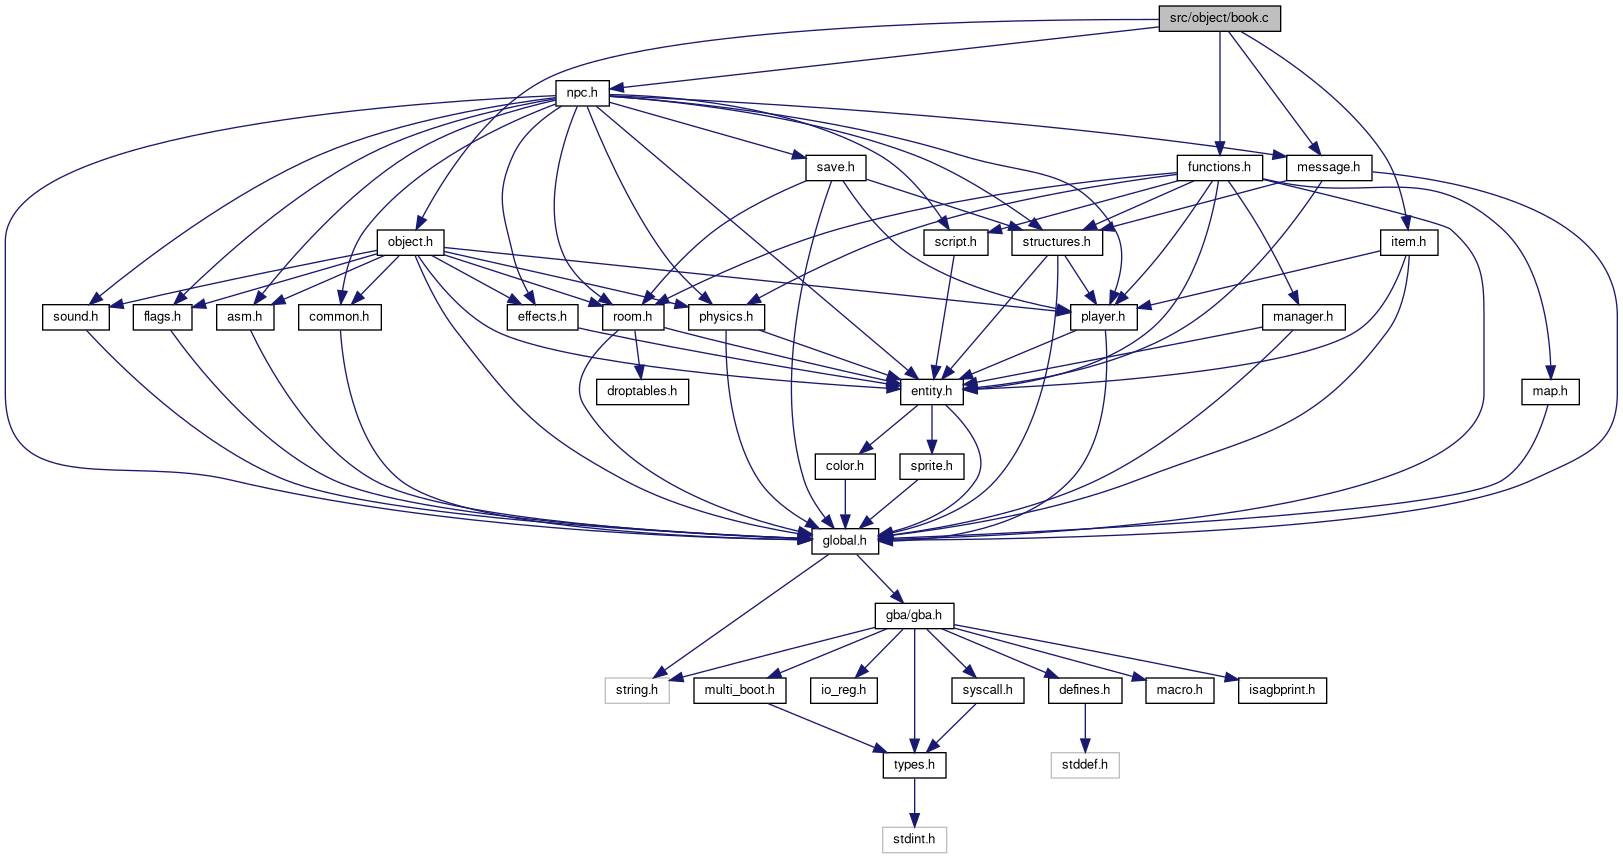 src/object/book.c
npc.h
save.h
functions.h
message.h
object.h
script.h
structures.h
item.h
sound.h
flags.h
asm.h
common.h
effects.h
room.h
physics.h
player.h
manager.h
droptables.h
entity.h
map.h
color.h
sprite.h
global.h
gba/gba.h
string.h
multi_boot.h
io_reg.h
syscall.h
defines.h
macro.h
isagbprint.h
types.h
stddef.h
stdint.h